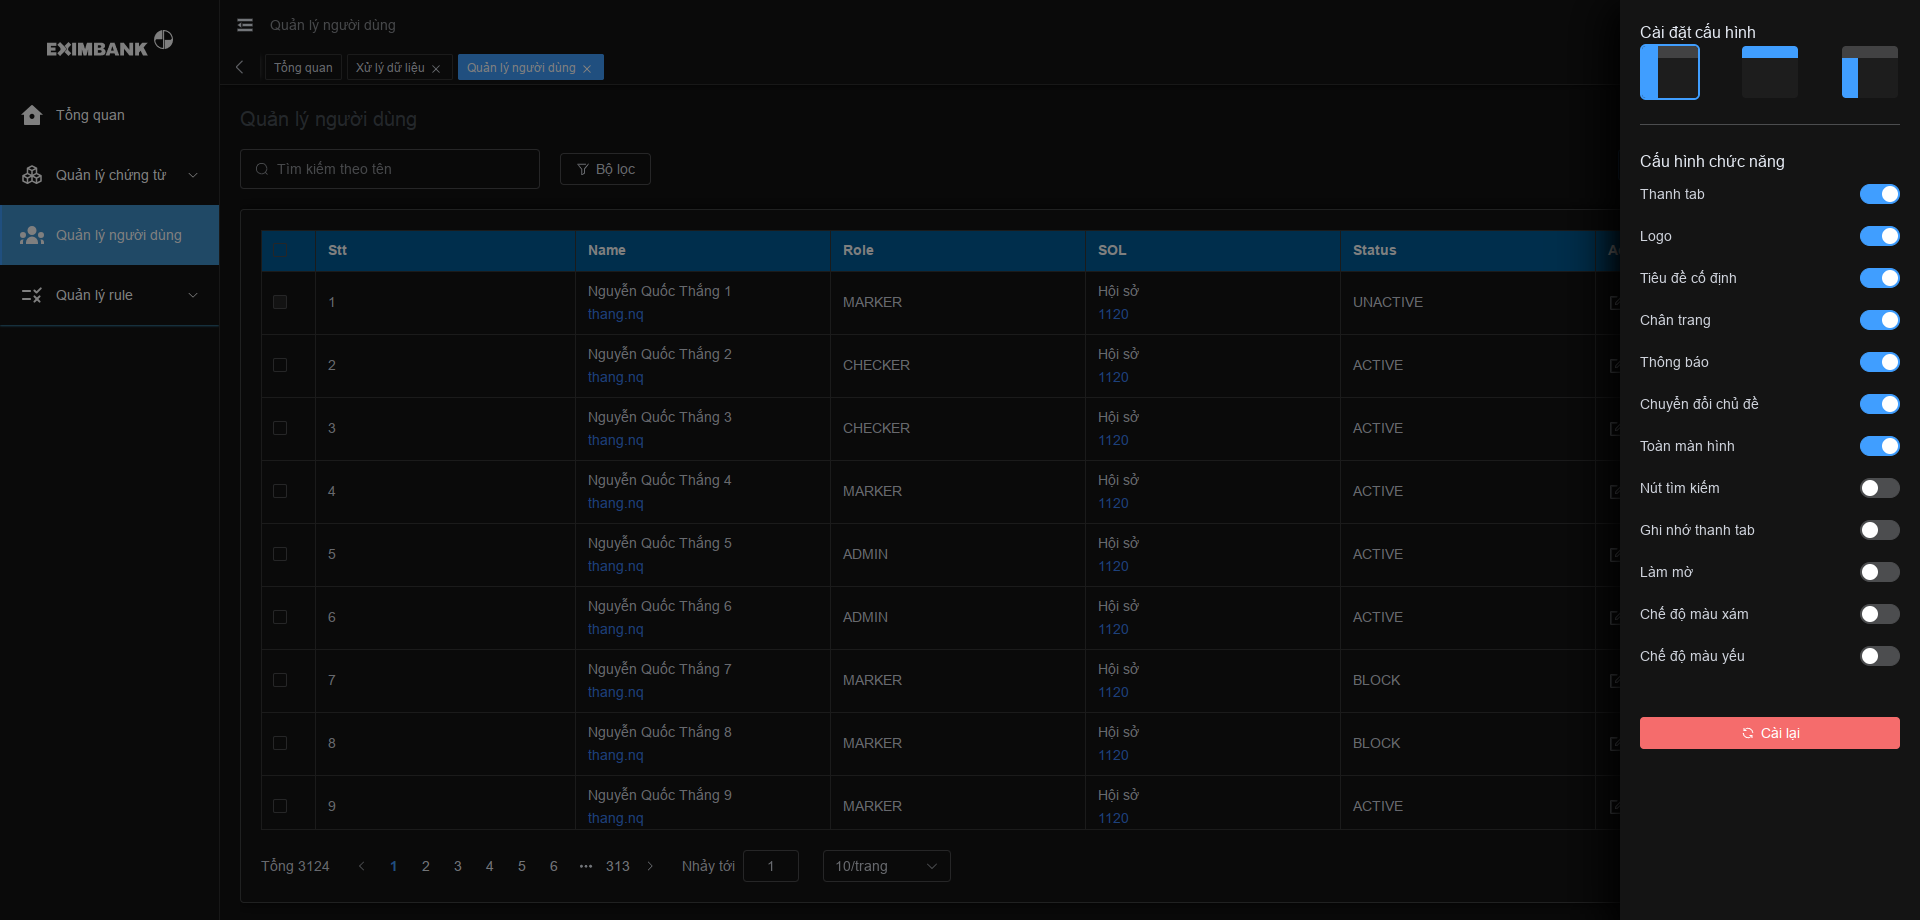 EXIMBANK
Tổng quan
Quản lý chứng từ
Quản lý người dùng
Quản lý rule
Quản lý người dùng
Tổng quan
Xử lý dữ liệu
Quản lý người dùng
Quản lý người dùng
Tìm kiếm theo tên
Bộ lọc
Stt Name Role SOL Status
1 Nguyễn Quốc Thắng 1 MARKER Hội sở UNACTIVE
thang.nq 1120
2 Nguyễn Quốc Thắng 2 CHECKER Hội sở ACTIVE
thang.nq 1120
3 Nguyễn Quốc Thắng 3 CHECKER Hội sở ACTIVE
thang.nq 1120
4 Nguyễn Quốc Thắng 4 MARKER Hội sở ACTIVE
thang.nq 1120
5 Nguyễn Quốc Thắng 5 ADMIN Hội sở ACTIVE
thang.nq 1120
6 Nguyễn Quốc Thắng 6 ADMIN Hội sở ACTIVE
thang.nq 1120
7 Nguyễn Quốc Thắng 7 MARKER Hội sở BLOCK
thang.nq 1120
8 Nguyễn Quốc Thắng 8 MARKER Hội sở BLOCK
thang.nq 1120
9 Nguyễn Quốc Thắng 9 MARKER Hội sở ACTIVE
thang.nq 1120
Tổng 3124 1 2 3 4 5 6 ••• 313 Nhảy tới 1 10/trang
Cài đặt cấu hình
Cấu hình chức năng
Thanh tab
Logo
Tiêu đề cố định
Chân trang
Thông báo
Chuyển đổi chủ đề
Toàn màn hình
Nút tìm kiếm
Ghi nhớ thanh tab
Làm mờ
Chế độ màu xám
Chế độ màu yếu
Cải lại